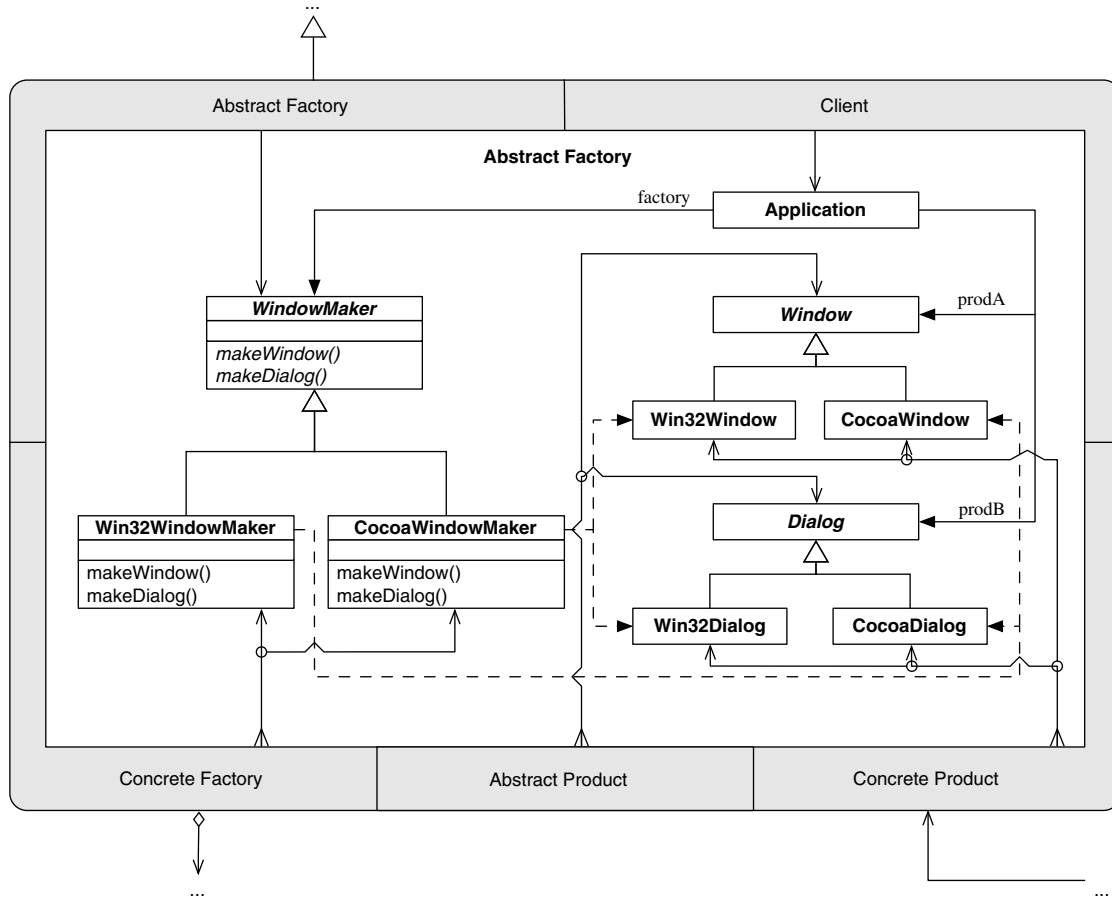 ...
Abstract Factory
Client
Abstract Factory
factory
Application
WindowMaker
makeWindow()
makeDialog()
Window
prodA
Win32Window
CocoaWindow
Win32WindowMaker
makeWindow()
makeDialog()
CocoaWindowMaker
makeWindow()
makeDialog()
Dialog
prodB
Win32Dialog
CocoaDialog
Concrete Factory
Abstract Product
Concrete Product
...
...